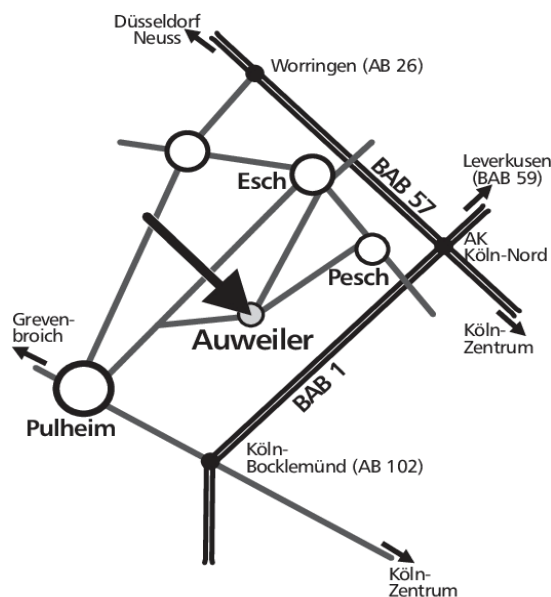 Düsseldorf
Neuss
Worringen (AB 26)
BAB 57
Leverkusen
(BAB 59)
Esch
AK
Köln-Nord
Pesch
Greven-
broich
Auweiler
Köln-
Zentrum
BAB 1
Pulheim
Köln-
Bocklemünd (AB 102)
Köln-
Zentrum